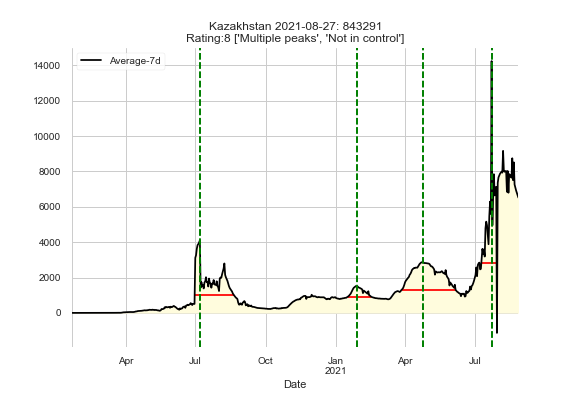 Kazakhstan 2021-08-27: 843291
Rating:8 ['Multiple peaks', 'Not in control']
Average-7d
14000
12000
10000
8000
6000
4000
2000
0
Apr Jul Oct Jan Apr Jul
2021
Date